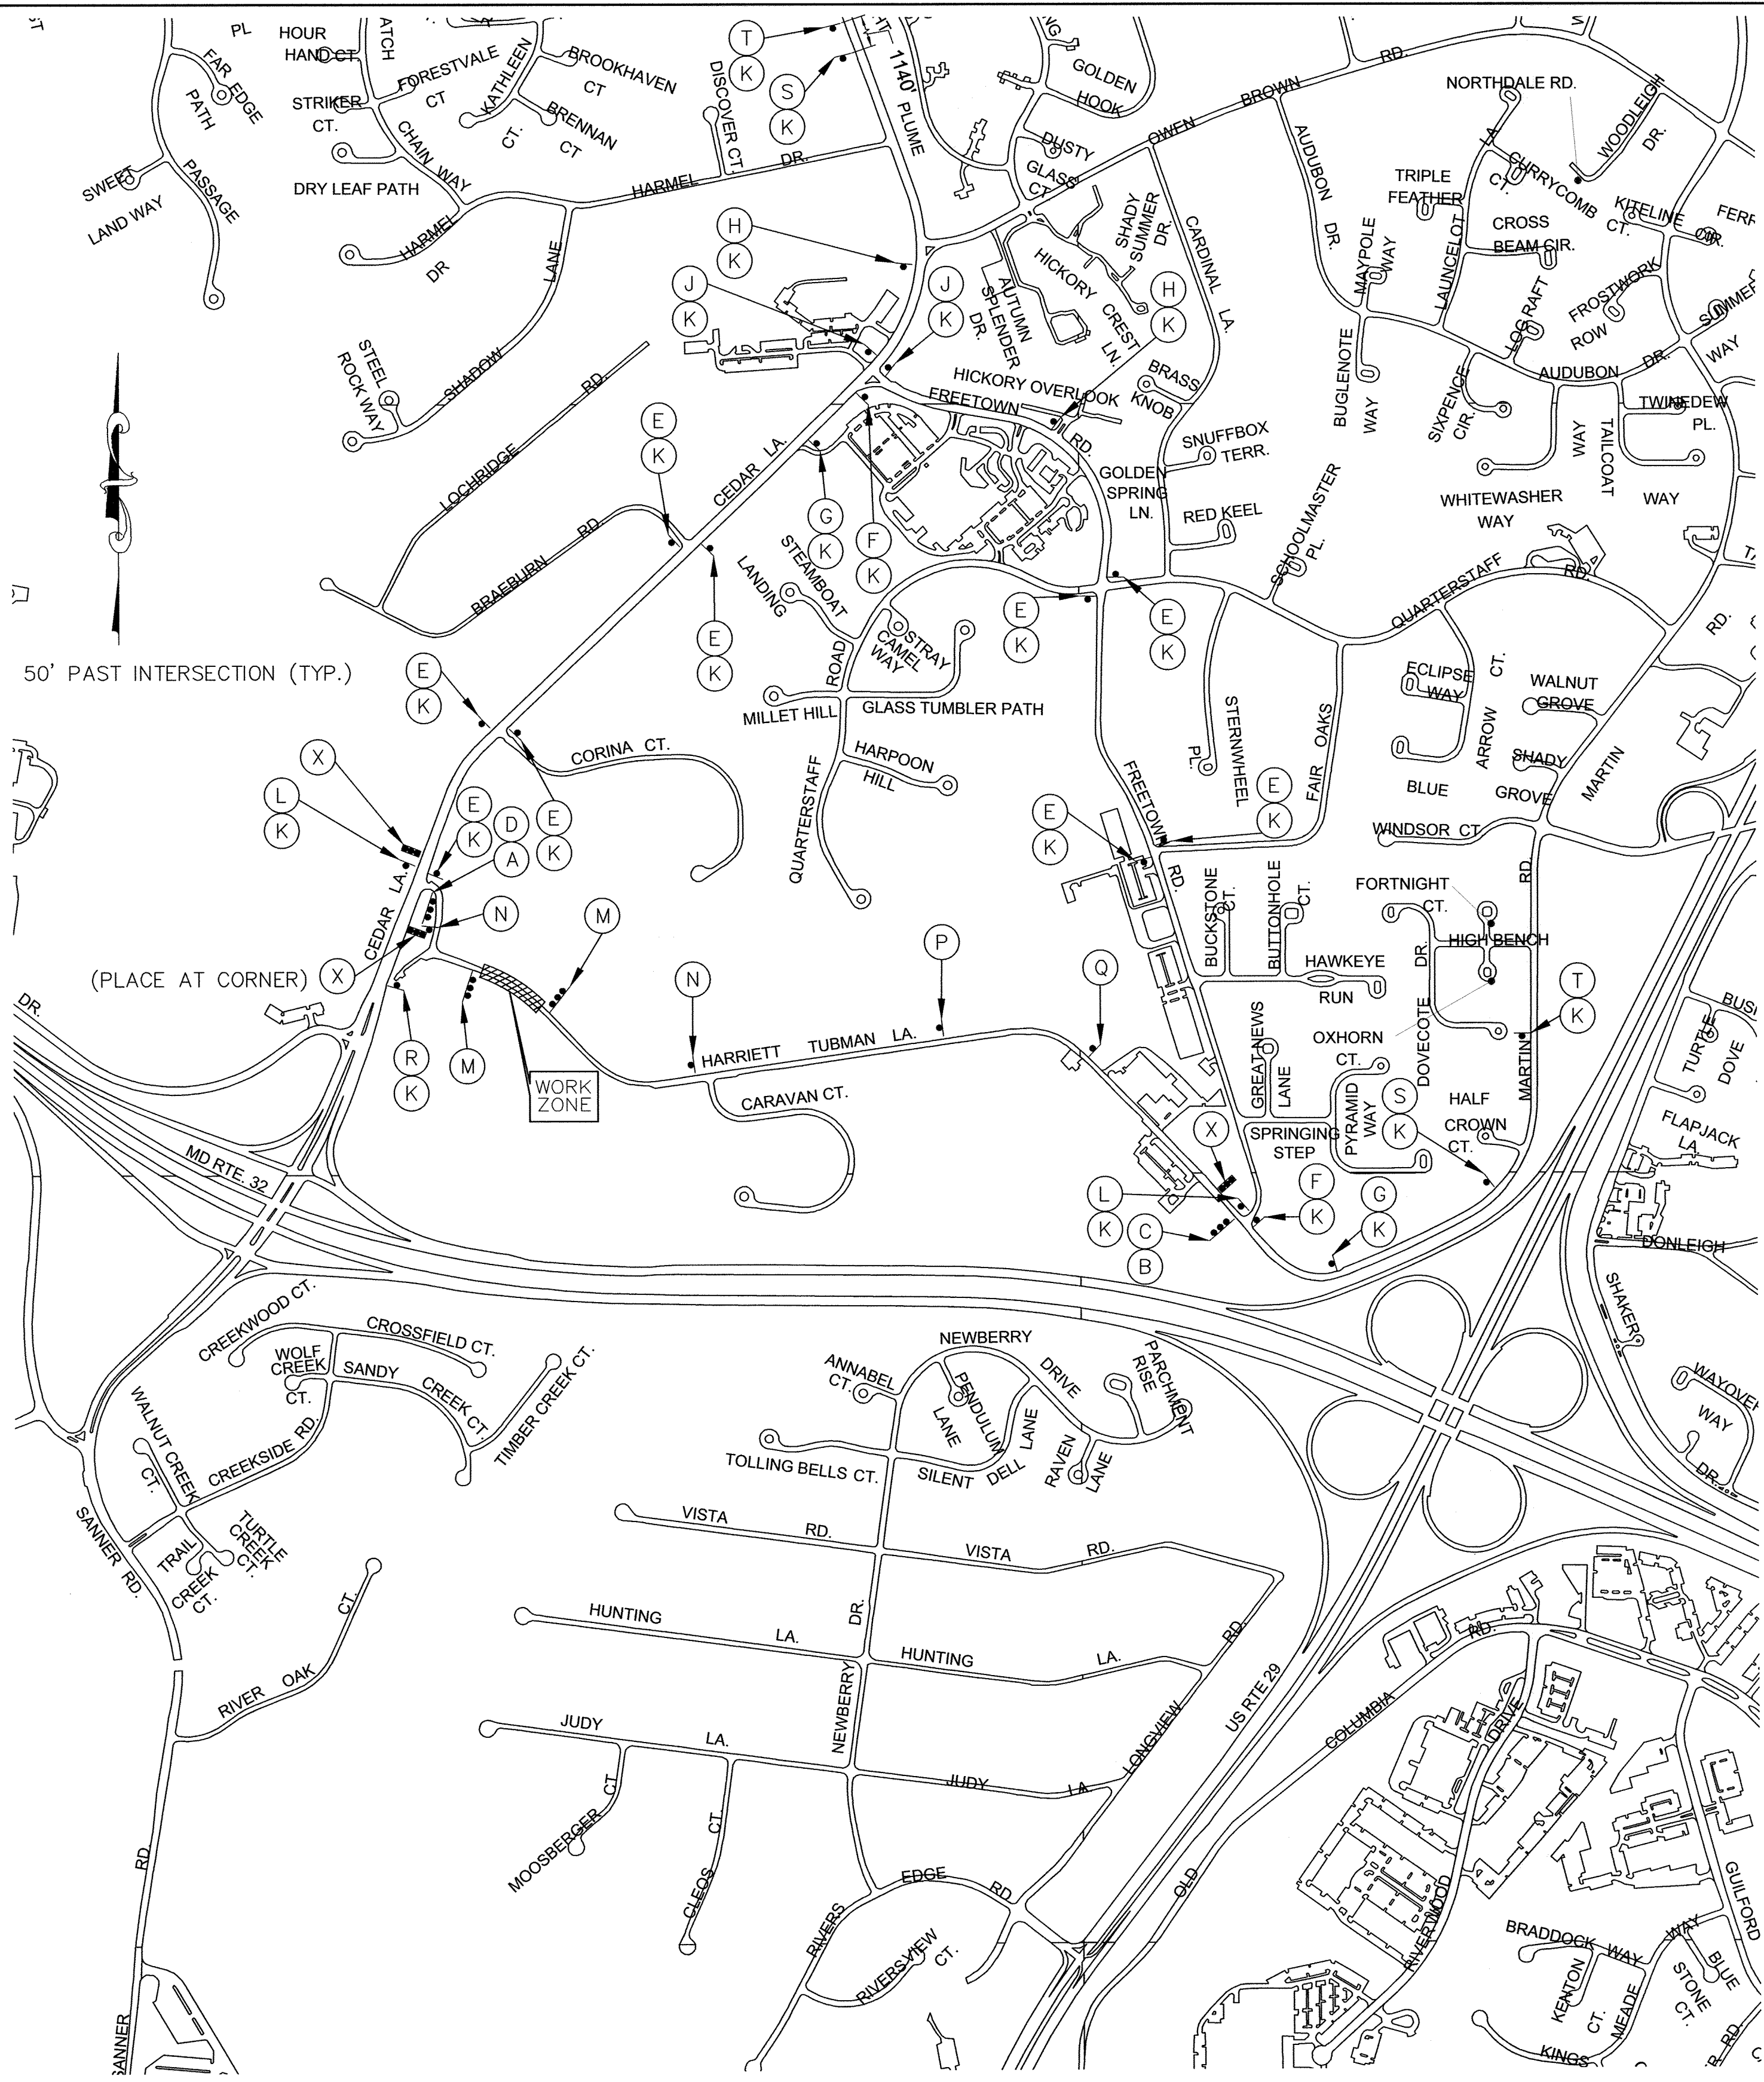 PL
HOUR
HAND CT.
FAR EDGE
PATH
STRIKER
CT.
FORESTVALE
CT
KATHLEEN
CT.
BROOKHAVEN
CT
BRENNAN
CT
CHAIN WAY
DRY LEAF PATH
SWEET
LAND WAY
PASSAGE
HARMEL
DR
HARMEL
DR.
DISCOVER CT.
T
K
S
K
1140'
PLUME
GOLDEN
HOOK
DUSTY
GLASS
CT
OWEN
BROWN
RD.
NORTHDALE RD.
WOODLEIGH
DR.
AUDUBON
DR.
TRIPLE
FEATHER
LA.
CURRYCOMB
CT.
CROSS
BEAM CIR.
KITELINE
CT.
CIR.
LAUNCELOT
MAYPOLE
WAY
LOG RAFT
FROSTWORK
ROW
WAY
SHADY
SUMMER
DR.
CARDINAL
LA.
HICKORY
CREST
LN.
AUTUMN
SPLENDER
DR.
H
K
J
K
J
K
H
K
SHADOW
LANE
STEEL
ROCK WAY
LOCHRIDGE
RD.
BRAEBURN
RD
CEDAR LA.
HICKORY OVERLOOK
FREETOWN
RD.
BRASS
KNOB
BUGLENOTE
WAY
SIXPENCE
CIR.
AUDUBON
DR.
TWINEDEW
PL.
TAILCOAT
WAY
WHITEWASHER
WAY
WAY
SNUFFBOX
TERR.
GOLDEN
SPRING
LN.
RED KEEL
SCHOOLMASTER
PL.
QUARTERSTAFF
RD.
E
K
G
K
F
K
E
K
E
K
E
K
STEAMBOAT
LANDING
STRAY
CAMEL
WAY
ROAD
MILLET HILL
GLASS TUMBLER PATH
HARPOON
HILL
QUARTERSTAFF
50' PAST INTERSECTION (TYP.)
E
K
X
L
K
E
K
D
A
E
K
CORINA CT.
CEDAR LA.
N
M
(PLACE AT CORNER)
X
R
K
M
WORK
ZONE
N
P
Q
HARRIETT TUBMAN LA.
CARAVAN CT.
STERNWHEEL
PL.
FAIR OAKS
FREETOWN
RD.
E
K
E
K
ECLIPSE
WAY
CT.
ARROW
BLUE
WALNUT
GROVE
SHADY
GROVE
MARTIN
RD.
WINDSOR CT
RD.
BUCKSTONE
CT.
BUTTONHOLE
CT.
FORTNIGHT
CT.
HIGH BENCH
DR.
HAWKEYE
RUN
OXHORN
CT.
DOVECOTE
MARTIN
T
K
GREAT NEWS
LANE
PYRAMID
WAY
SPRINGING
STEP
S
K
HALF
CROWN
CT.
X
L
K
C
B
F
K
G
K
TURTLE
DOVE
FLAPJACK
LA
DONLEIGH
SHAKER
DR.
WAY
DR.
MD RTE. 32
CREEKWOOD CT.
CROSSFIELD CT.
WOLF
CREEK
CT.
SANDY
CREEK CT.
TIMBER CREEK CT.
WALNUT CREEK
CT.
CREEKSIDE RD.
TRAIL
CREEK
CT.
TURTLE
CREEK
CT.
SANNER RD.
RIVER OAK
CT.
NEWBERRY
DRIVE
ANNABEL
CT.
PENDULUM
LANE
PARCHMENT
RISE
RAVEN
LANE
SILENT DELL LANE
TOLLING BELLS CT.
VISTA RD.
VISTA RD.
HUNTING LA.
DR.
HUNTING LA.
NEWBERRY
RD.
LONGVIEW
JUDY LA.
JUDY LA.
MOOSBERGER
CT
CLEOS
CT.
RIVERS
EDGE
RD.
RIVERSVIEW
CT.
US RTE 29
OLD
COLUMBIA
RD.
DRIVE
RIVERWOOD
GUILFORD
BRADDOCK WAY
WAY
KENTON
CT.
MEADE
KINGS
BLUE
STONE
CT.
RD.
RD.
SANNER